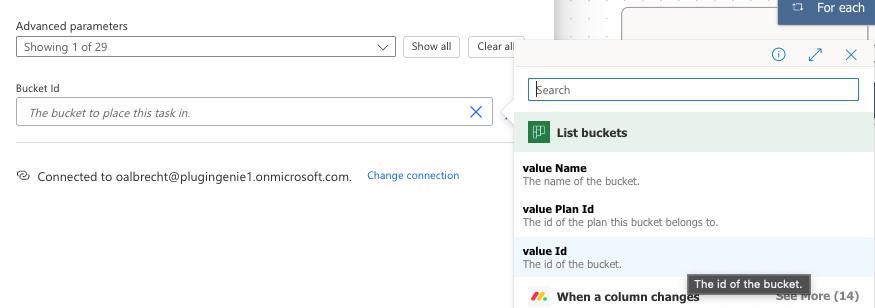 For each
Advanced parameters
Showing 1 of 29
Show all
Clear all
Search
Bucket Id
The bucket to place this task in.
List buckets
value Name
The name of the bucket.
Connected to oalbrecht@plugingenie1.onmicrosoft.com.
Change connection
value Plan Id
The id of the plan this bucket belongs to.
value Id
The id of the bucket.
The id of the bucket.
When a column changes
See More (14)